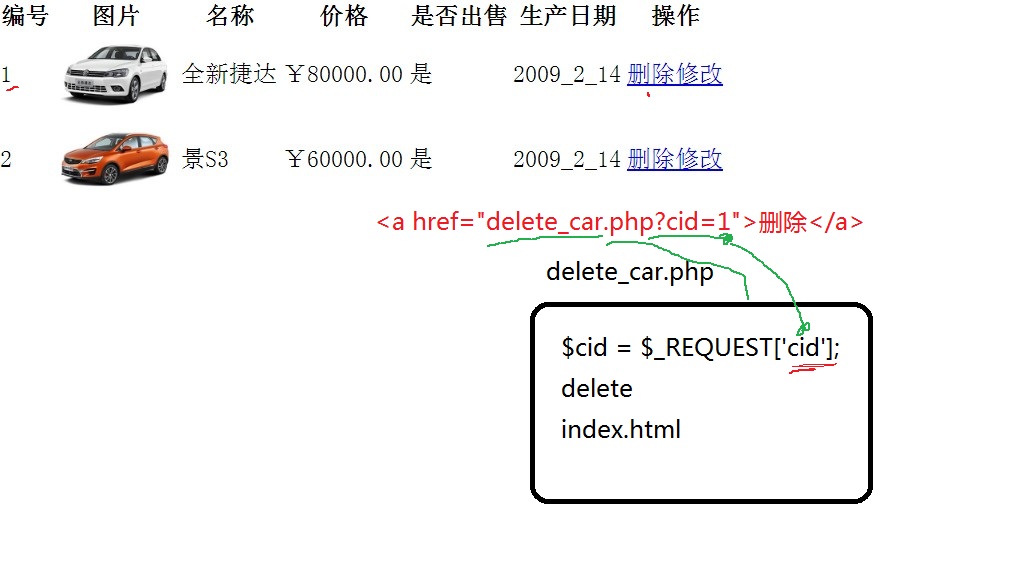 编号 图片 名称 价格 是否出售 生产日期 操作
1 全新捷达 ￥80000.00 是 2009_2_14 删除修改
2 景S3 ￥60000.00 是 2009_2_14 删除修改
<a href="delete_car.php?cid=1">删除</a>
delete_car.php
$cid = $_REQUEST['cid'];
delete
index.html